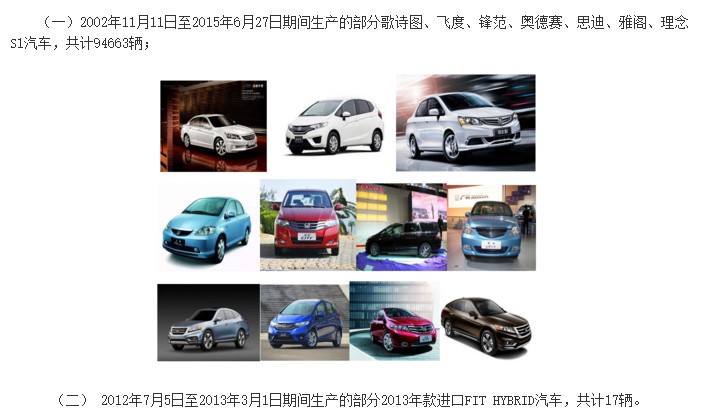 （一）2002年11月11日至2015年6月27日期间生产的部分歌诗图、飞度、锋范、奥德赛、思迪、雅阁、理念
S1汽车，共计94663辆；
（二） 2012年7月5日至2013年3月1日期间生产的部分2013年款进口FIT HYBRID汽车，共计17辆。